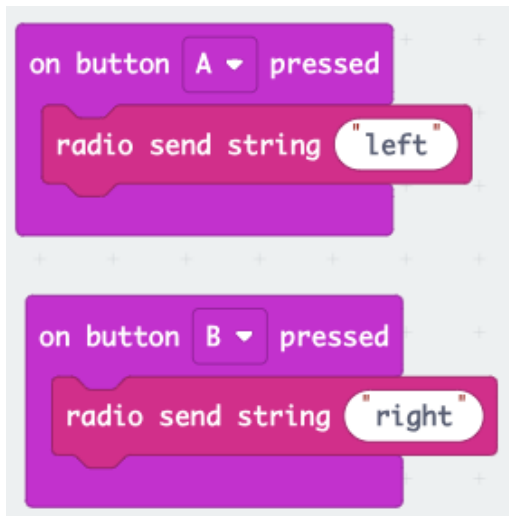 on button A pressed
radio send string "left"
on button B pressed
radio send string "right"